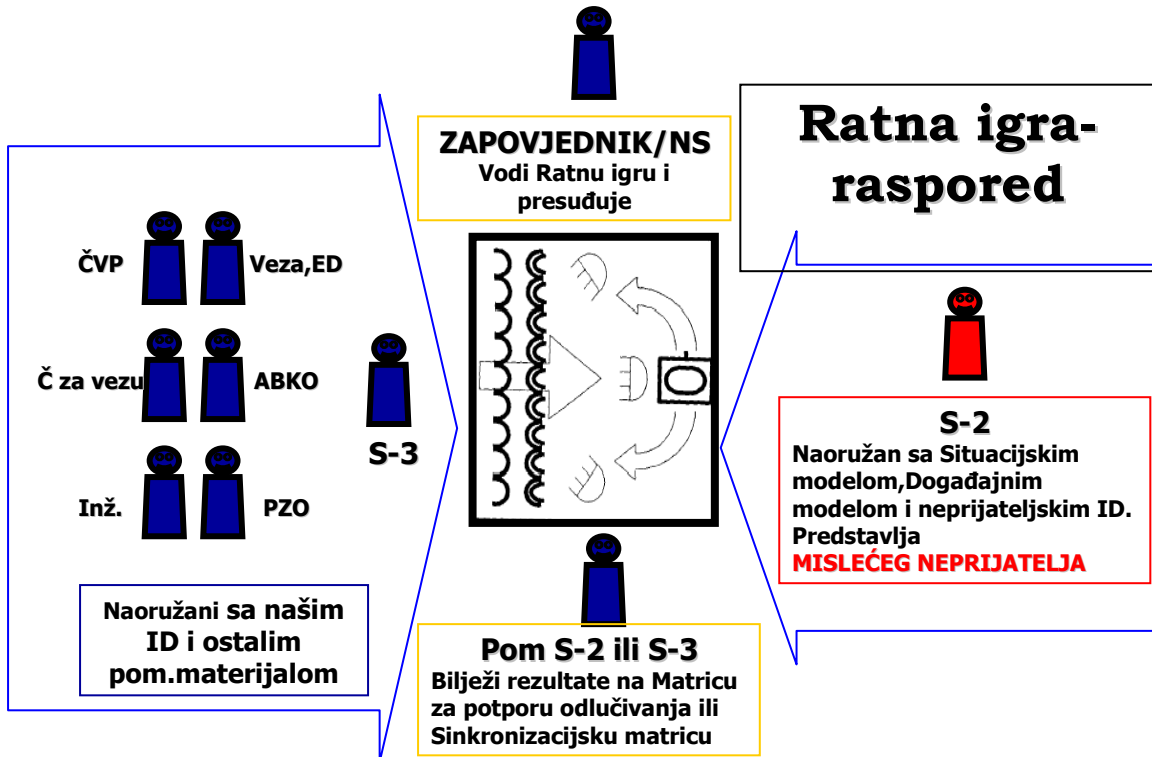 Ratna igra-
raspored
ZAPOVJEDNIK/NS
Vodi Ratnu igru i
presuđuje
ČVP
Veza,ED
Č za vezu
ABKO
S-3
Inž.
PZO
Naoružani sa našim
ID i ostalim
pom.materijalom
S-2
Naoružan sa Situacijskim
modelom,Događajnim
modelom i neprijateljskim ID.
Predstavlja
MISLEĆEG NEPRIJATELJA
Pom S-2 ili S-3
Bilježi rezultate na Matricu
za potporu odlučivanja ili
Sinkronizacijsku matricu